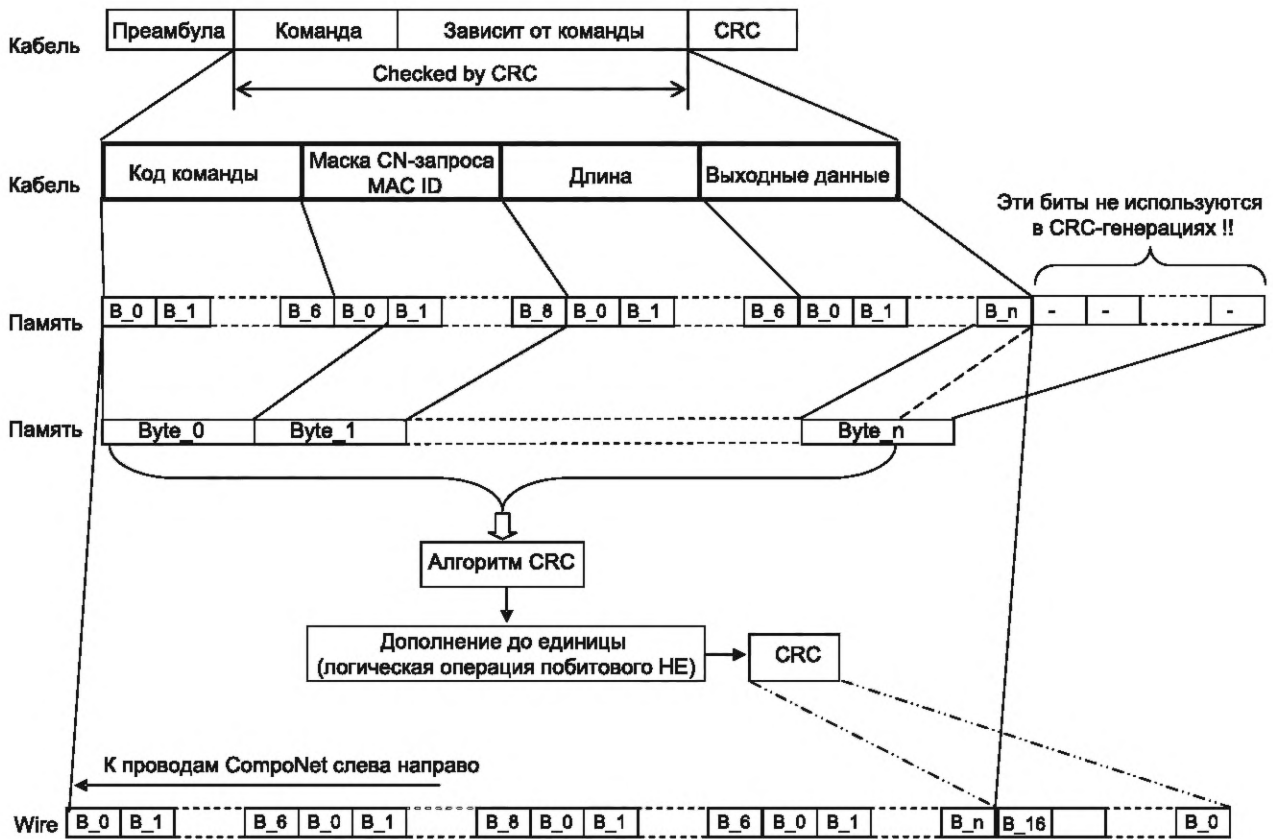 Кабель Преамбула Команда Зависит от команды CRC
Checked by CRC
Кабель Код команды Маска CN-запроса MAC ID Длина Выходные данные
Эти биты не используются
в CRC-генерациях !!
Память B_0 B_1 B_6 B_0 B_1 B_8 B_0 B_1 B_6 B_0 B_1 B_n - - -
Память Byte_0 Byte_1 Byte_n
Алгоритм CRC
Дополнение до единицы
(логическая операция побитового НЕ)
CRC
К проводам CompoNet слева направо
Wire B_0 B_1 B_6 B_0 B_1 B_8 B_0 B_1 B_6 B_0 B_1 B_n B_16 B_0